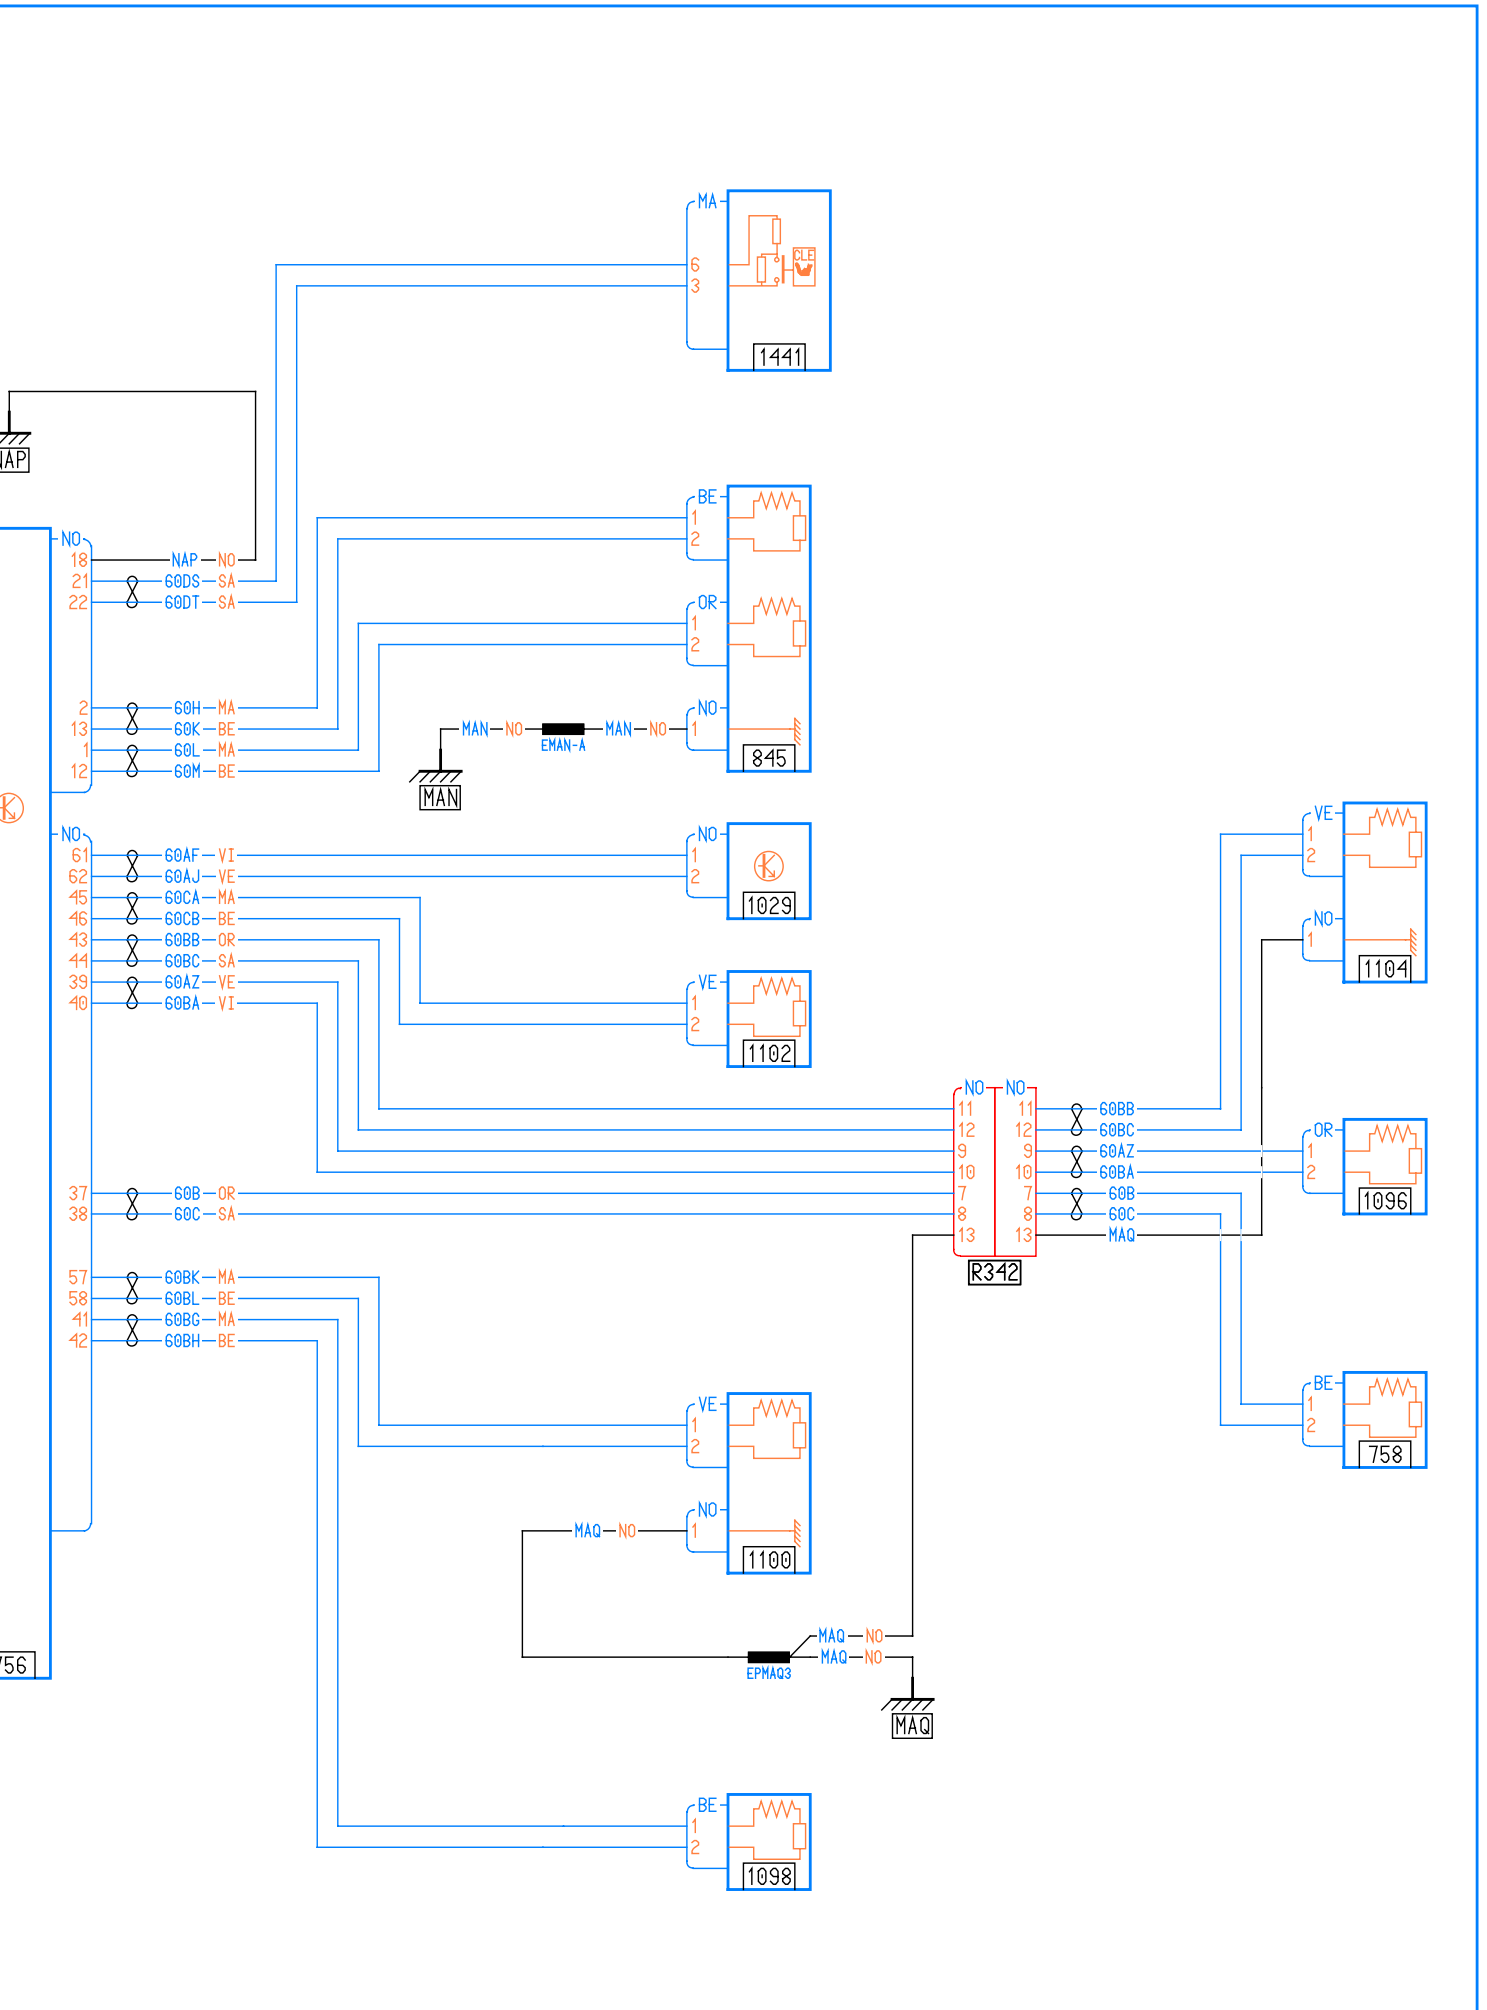 MA
6
3
CLE
1441
NO
18 NAP NO
21 60DS SA
22 60DT SA
2 60H MA
13 60K BE
1 60L MA
12 60M BE
BE
1
2
OR
1
2
NO
MAN NO EMAN-A MAN NO 1
MAN
845
NO
61 60AF VI
62 60AJ VE
45 60CA MA
46 60CB BE
43 60BB OR
44 60BC SA
39 60AZ VE
40 60BA VI
NO
1
2
1029
VE
1
2
1102
VE
1
2
NO
1
1104
NO NO
11 11 60BB
12 12 60BC
9 9 60AZ
10 10 60BA
7 7 60B
8 8 60C
13 13 MAQ
R342
OR
1
2
1096
37 60B OR
38 60C SA
57 60BK MA
58 60BL BE
41 60BG MA
42 60BH BE
BE
1
2
758
VE
1
2
NO
MAQ NO 1
1100
MAQ NO
MAQ NO
EPMAQ3
MAQ
BE
1
2
1098